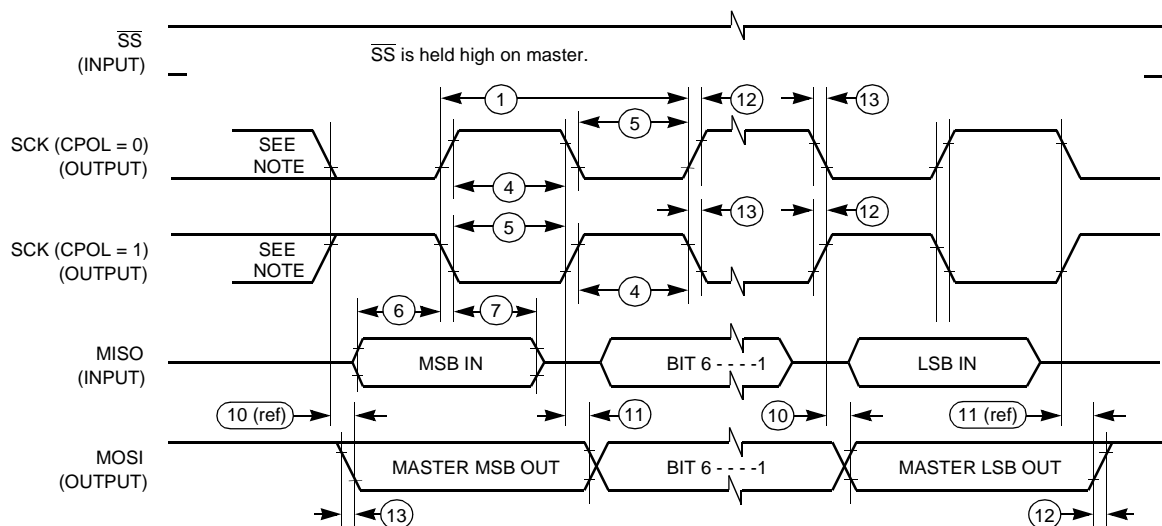 SS
(INPUT)
SS is held high on master.
1
12
13
5
SCK (CPOL = 0)
(OUTPUT)
SEE
NOTE
4
5
13
12
SCK (CPOL = 1)
(OUTPUT)
SEE
NOTE
4
6
7
MISO
(INPUT)
MSB IN
BIT 6 - - - -1
LSB IN
10 (ref)
11
10
11 (ref)
MOSI
(OUTPUT)
MASTER MSB OUT
BIT 6 - - - -1
MASTER LSB OUT
13
12